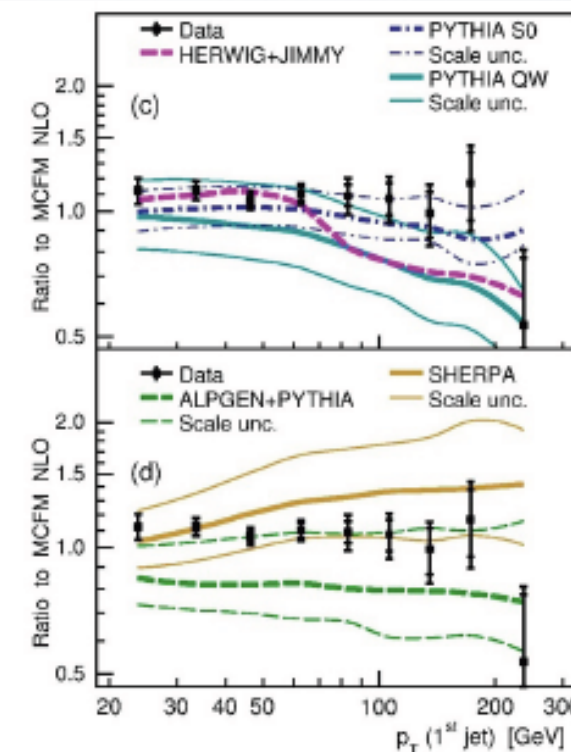 Data
HERWIG+JIMMY
PYTHIA S0
Scale unc.
PYTHIA QW
Scale unc.
(c)
2.0
1.5
1.0
0.5
Ratio to MCFM NLO
Data
ALPGEN+PYTHIA
Scale unc.
SHERPA
Scale unc.
(d)
2.0
1.5
1.0
0.5
Ratio to MCFM NLO
20 30 40 50 100 200 300
p_T (1st jet) [GeV]